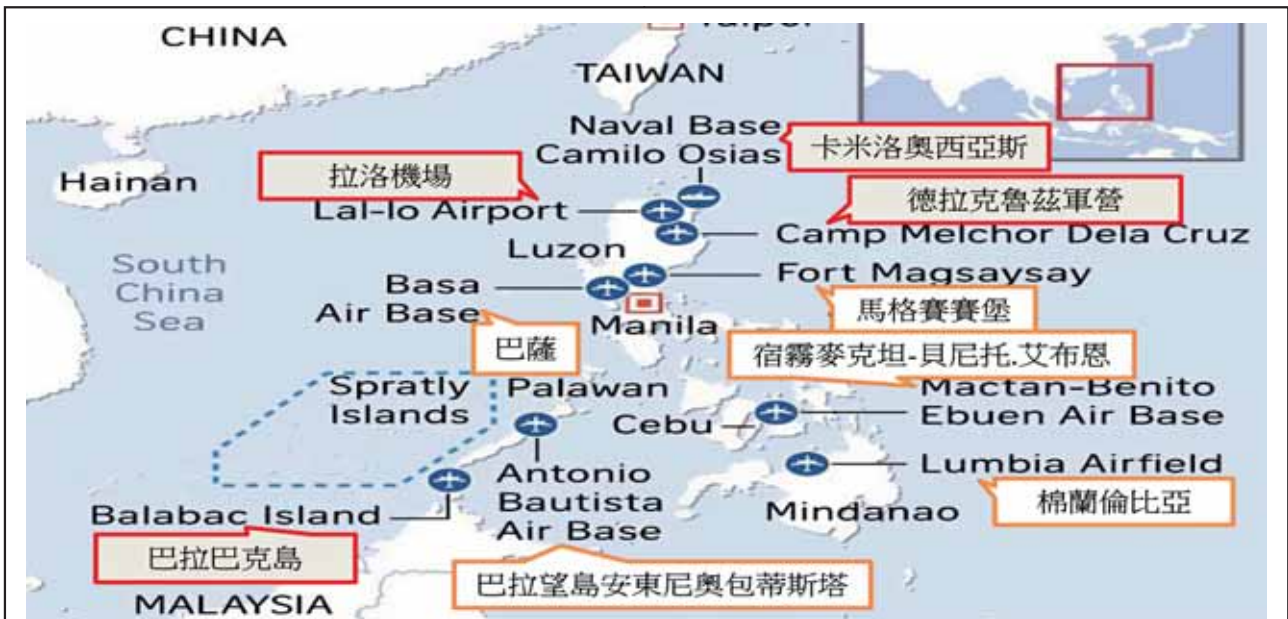 Taipei
CHINA
TAIWAN
Naval Base
Camilo Osias
卡米洛奧西亞斯
Hainan
拉洛機場
Lal-lo Airport
德拉克魯茲軍營
Camp Melchor Dela Cruz
Luzon
Fort Magsaysay
馬格賽賽堡
South
China
Sea
Basa
Air Base
巴薩
Manila
宿霧麥克坦-貝尼托.艾布恩
Mactan-Benito
Ebuen Air Base
Spratly
Islands
Palawan
Cebu
Lumbia Airfield
棉蘭倫比亞
Antonio
Bautista
Air Base
Mindanao
Balabac Island
巴拉巴克島
巴拉望島安東尼奧包蒂斯塔
MALAYSIA